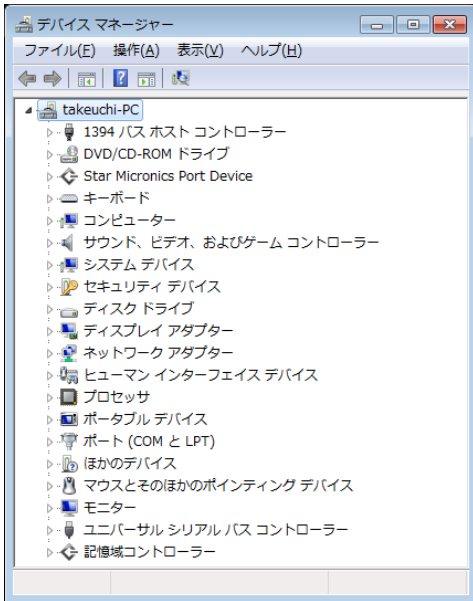 デバイス マネージャー
ファイル(F) 操作(A) 表示(V) ヘルプ(H)
takeuchi-PC
1394 バス ホスト コントローラー
DVD/CD-ROM ドライブ
Star Micronics Port Device
キーボード
コンピューター
サウンド、ビデオ、およびゲーム コントローラー
システム デバイス
セキュリティ デバイス
ディスク ドライブ
ディスプレイ アダプター
ネットワーク アダプター
ヒューマン インターフェイス デバイス
プロセッサ
ポータブル デバイス
ポート (COM と LPT)
ほかのデバイス
マウスとそのほかのポインティング デバイス
モニター
ユニバーサル シリアル バス コントローラー
記憶域コントローラー